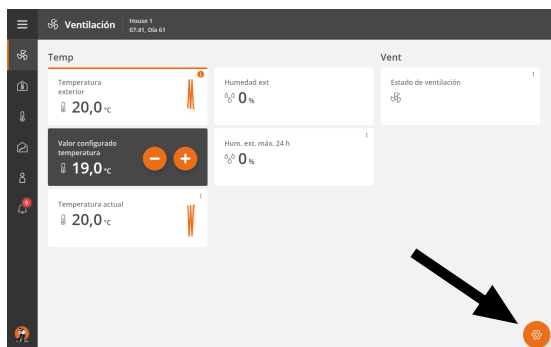 Ventilación
House 1
07:41, Día 61
Temp
Vent
Temperatura
exterior
20,0 °C
Humedad ext
0 %
Estado de ventilación
Valor configurado
temperatura
19,0 °C
Hum. ext. máx. 24 h
0 %
Temperatura actual
20,0 °C
9